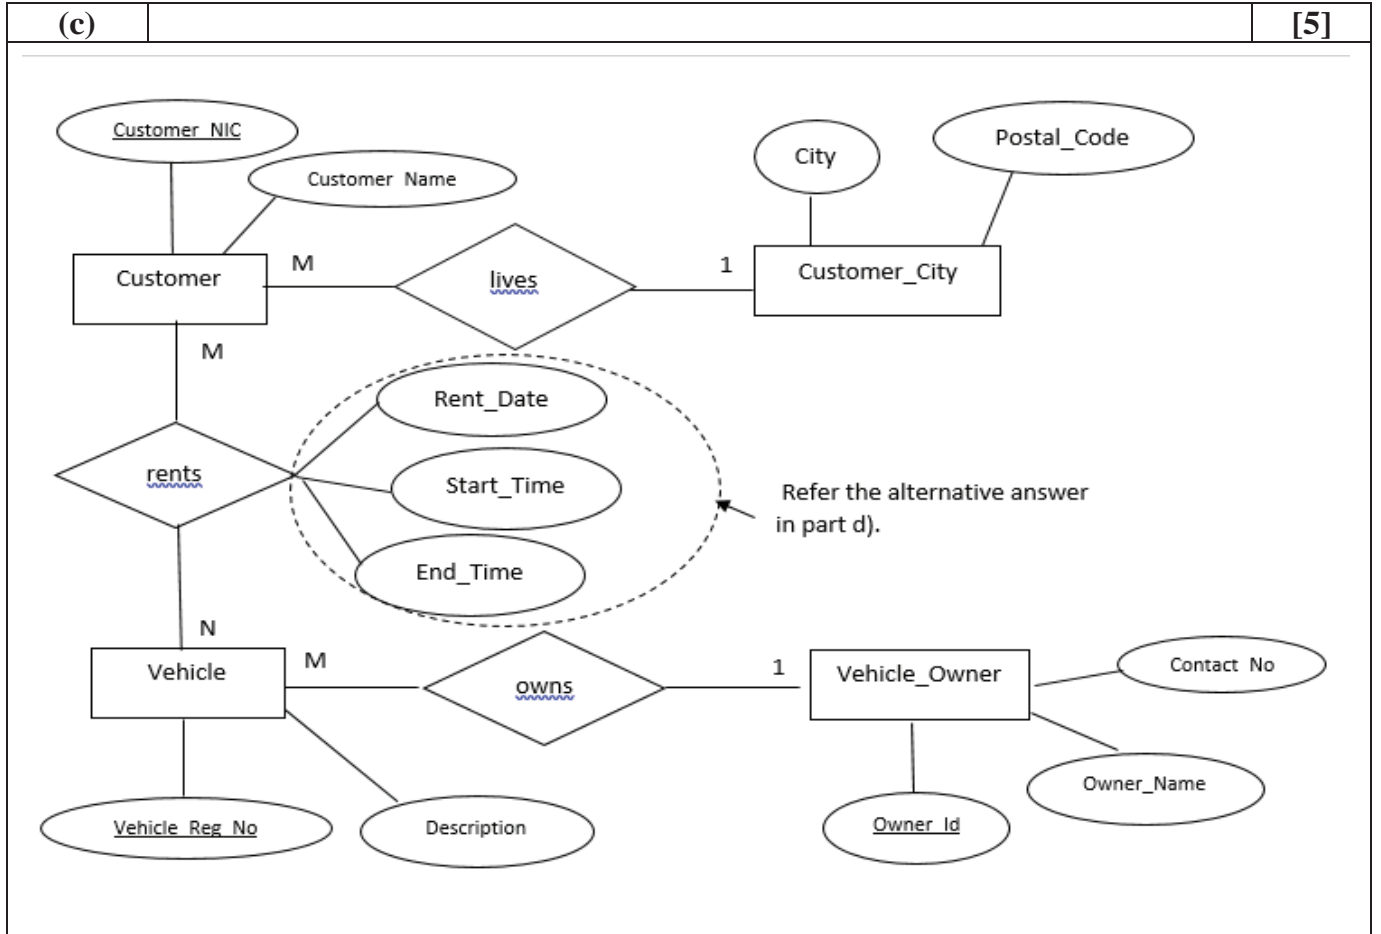 (c)
[5]
Customer_NIC
Customer_Name
City
Postal_Code
Customer
M
lives
1
Customer_City
M
Rent_Date
rents
Start_Time
Refer the alternative answer
in part d).
End_Time
N
Vehicle
M
owns
1
Vehicle_Owner
Contact_No
Owner_Name
Vehicle_Reg_No
Description
Owner_Id